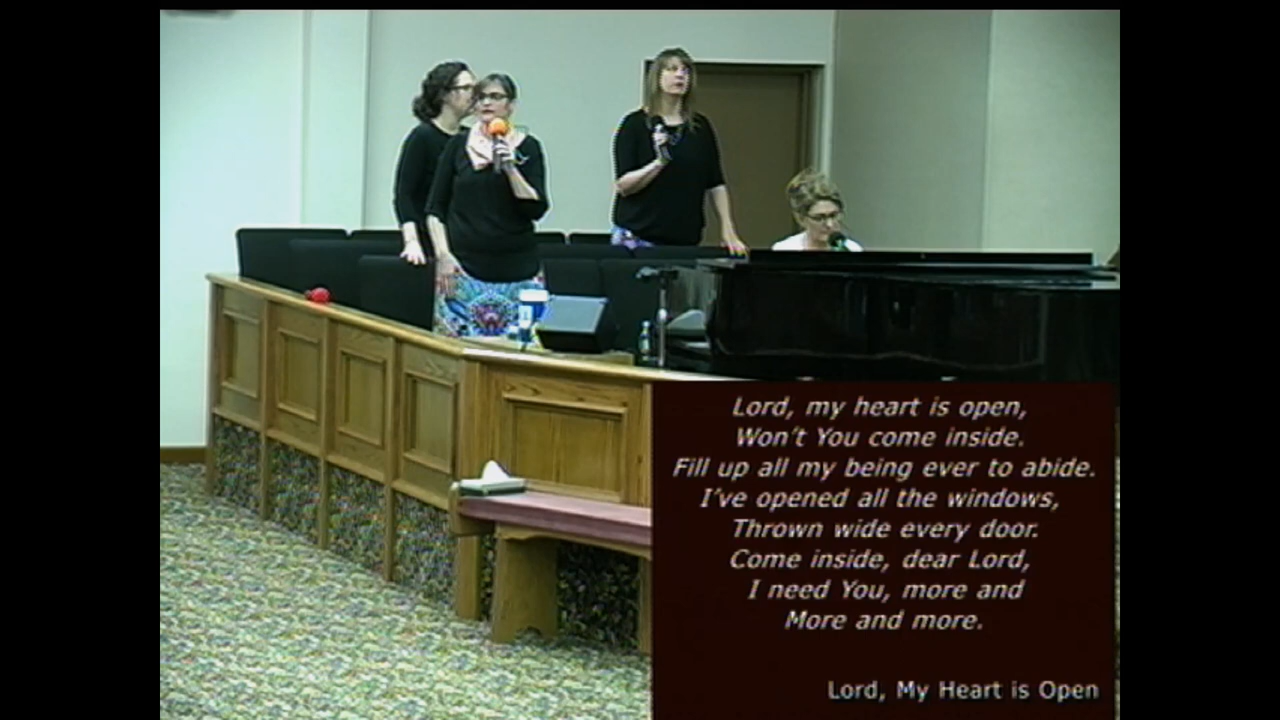 Lord, my heart is open,
Won't You come inside.
Fill up all my being ever to abide.
I've opened all the windows,
Thrown wide every door.
Come inside, dear Lord,
I need You, more and
More and more.
Lord, My Heart is Open